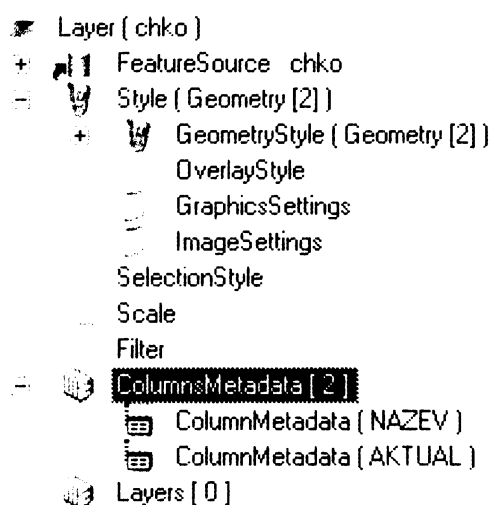 Layer ( chko )
FeatureSource chko
Style ( Geometry [2] )
GeometryStyle ( Geometry [2] )
OverlayStyle
GraphicsSettings
ImageSettings
SelectionStyle
Scale
Filter
ColumnsMetadata [ 2 ]
ColumnMetadata ( NAZEV )
ColumnMetadata ( AKTUAL )
Layers [ 0 ]